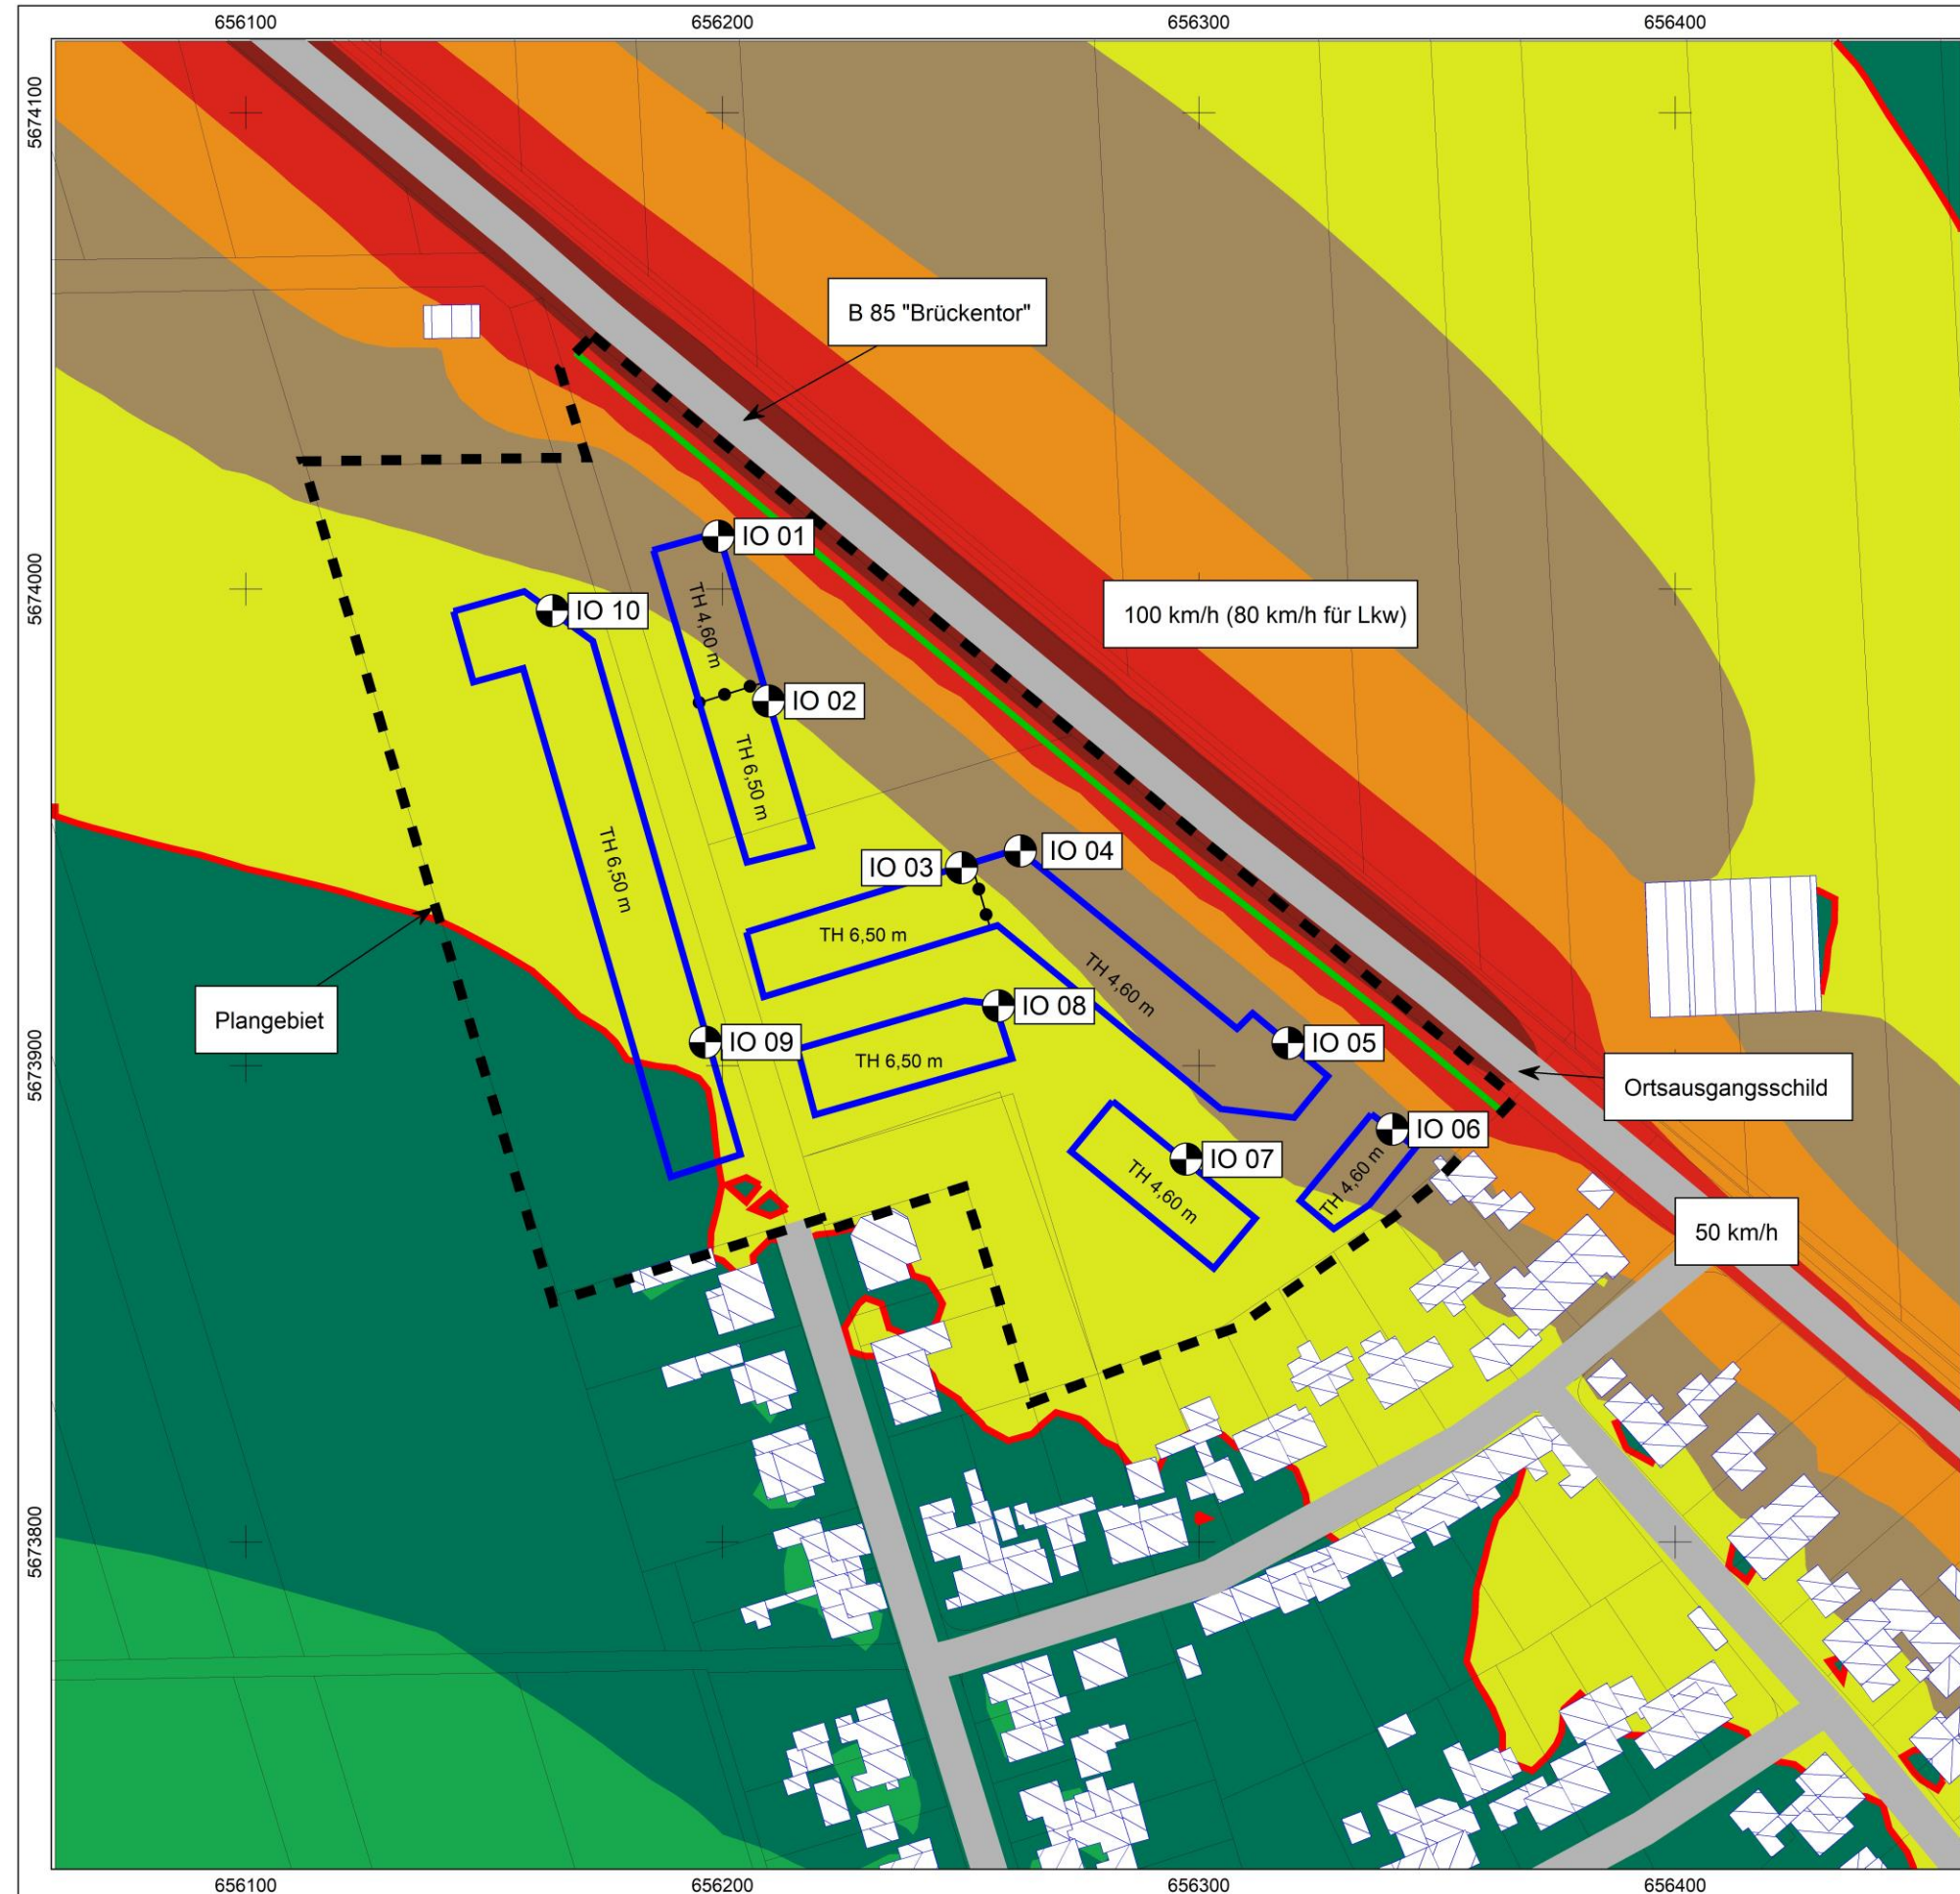 656100 656200 656300 656400
5674100
B 85 "Brückentor"
IO 01
5674000
TH 4,60 m
IO 10
100 km/h (80 km/h für Lkw)
IO 02
TH 6,50 m
IO 03
IO 04
TH 6,50 m
TH 6,50 m
TH 4,60 m
Plangebiet
IO 08
5673900
IO 09
TH 6,50 m
IO 05
Ortsausgangsschild
IO 06
IO 07
TH 4,60 m
TH 4,60 m
50 km/h
5673800
656100 656200 656300 656400